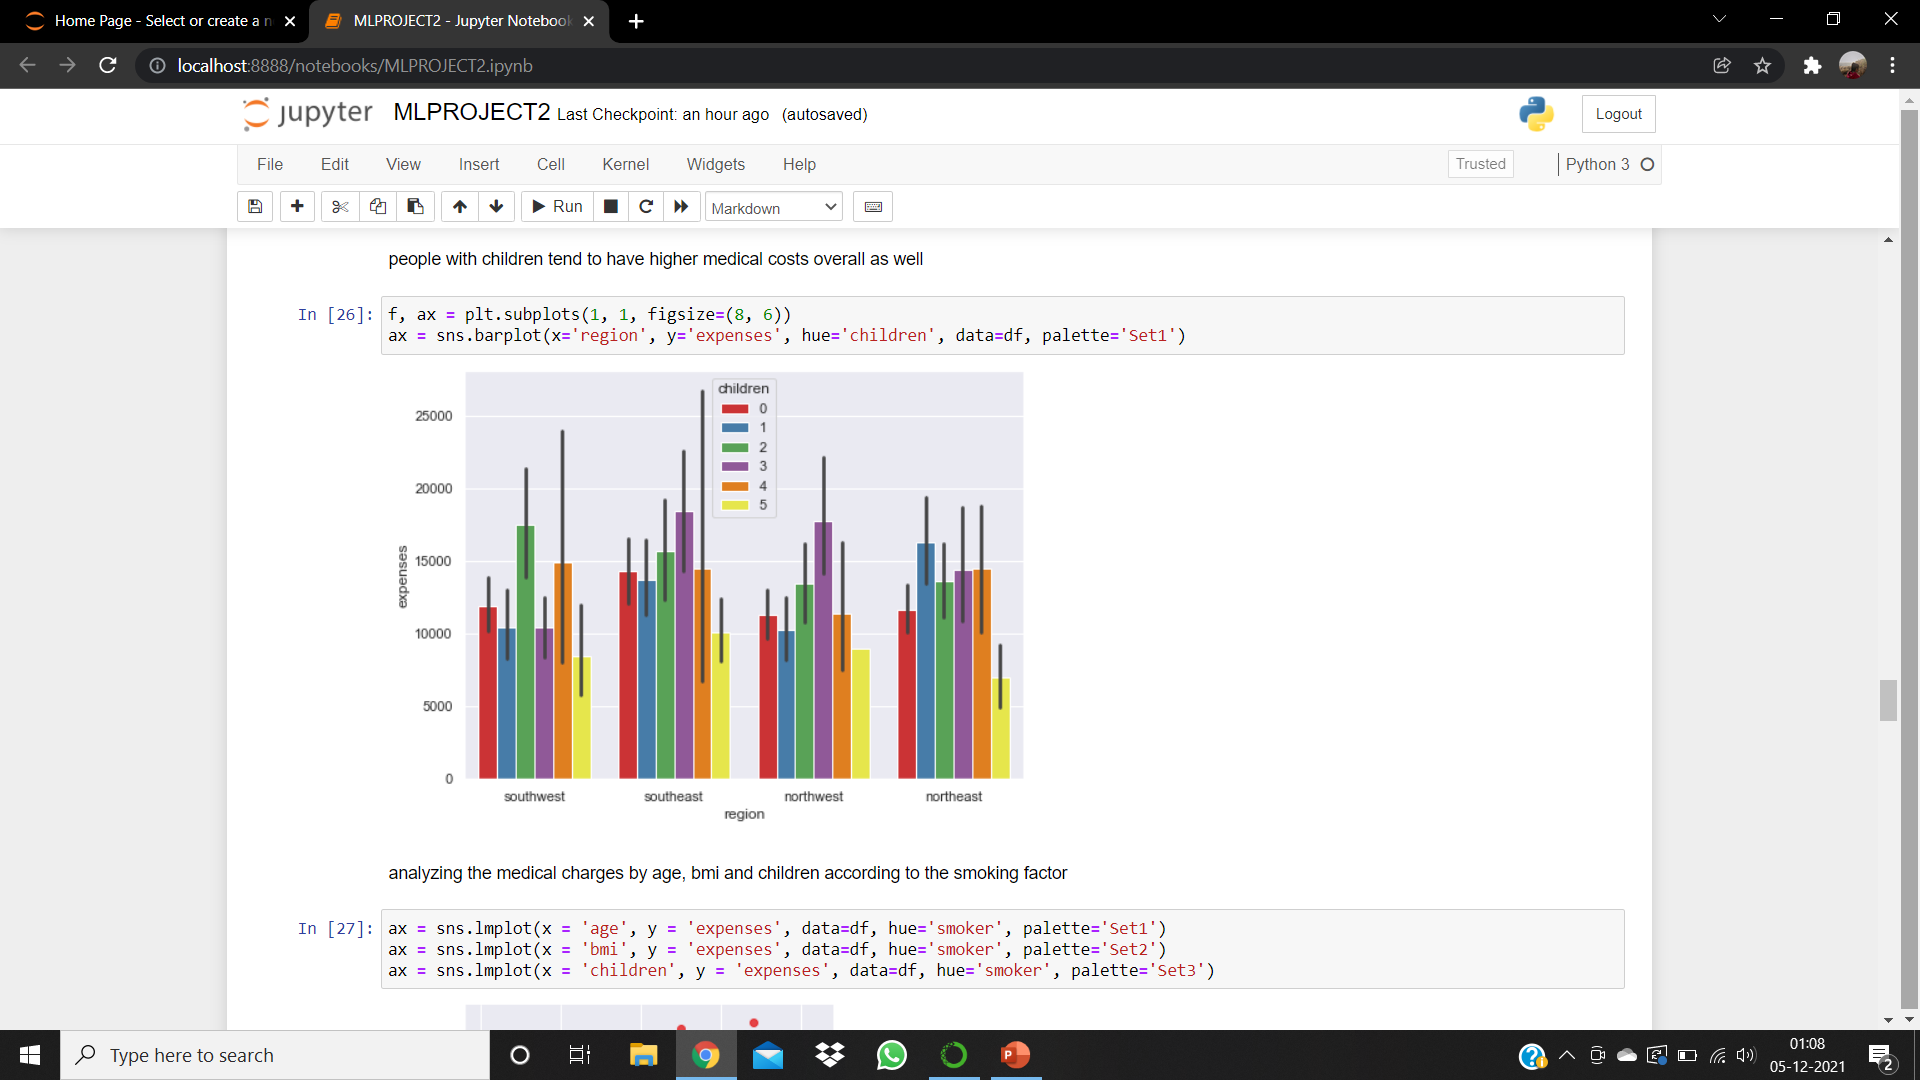 Home Page - Select or create a n
MLPROJECT2 - Jupyter Notebook
localhost:8888/notebooks/MLPROJECT2.ipynb
jupyter MLPROJECT2 Last Checkpoint: an hour ago (autosaved)
Logout
File Edit View Insert Cell Kernel Widgets Help
Trusted Python 3
Run Markdown
people with children tend to have higher medical costs overall as well
In [26]: f, ax = plt.subplots(1, 1, figsize=(8, 6))
ax = sns.barplot(x='region', y='expenses', hue='children', data=df, palette='Set1')
children
0
1
2
3
4
5
25000
20000
15000
10000
5000
0
expenses
southwest southeast northwest northeast
region
analyzing the medical charges by age, bmi and children according to the smoking factor
In [27]: ax = sns.lmplot(x = 'age', y = 'expenses', data=df, hue='smoker', palette='Set1')
ax = sns.lmplot(x = 'bmi', y = 'expenses', data=df, hue='smoker', palette='Set2')
ax = sns.lmplot(x = 'children', y = 'expenses', data=df, hue='smoker', palette='Set3')
Type here to search
01:08
05-12-2021
2